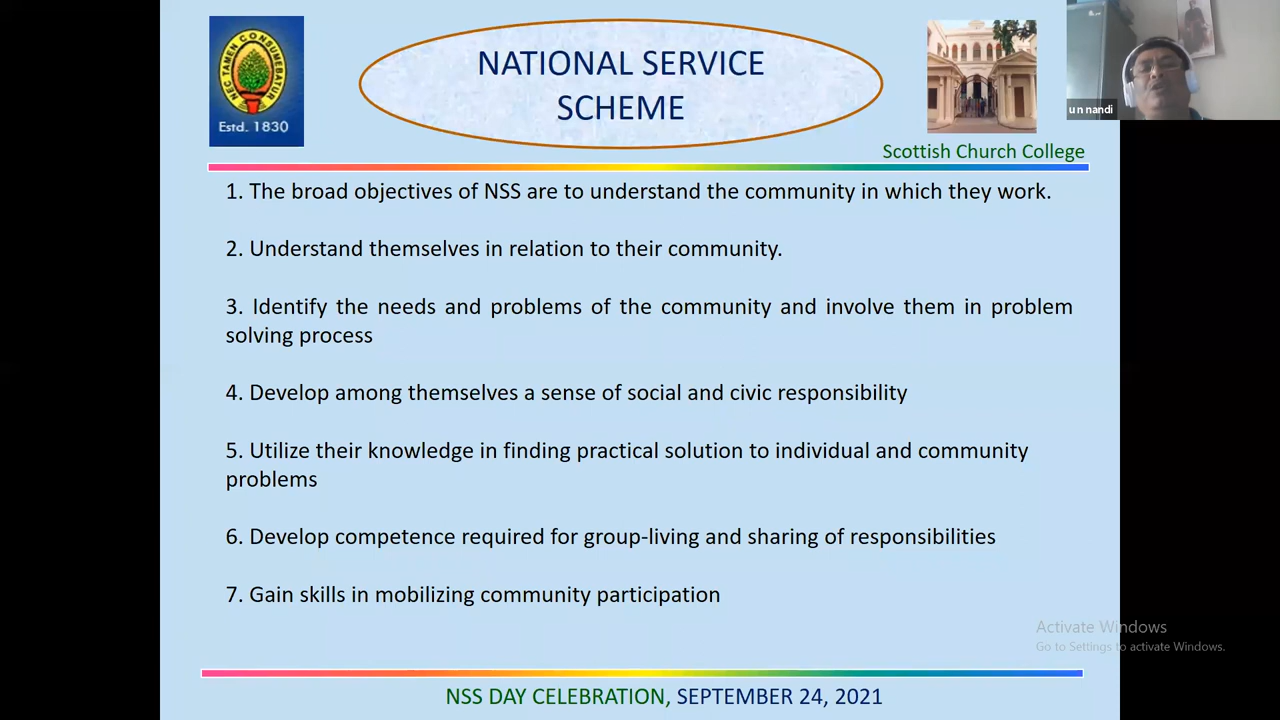 NEC TAMEN CONSUMEBATUR
Estd. 1830
NATIONAL SERVICE
SCHEME
Scottish Church College
u n nandi
1. The broad objectives of NSS are to understand the community in which they work.
2. Understand themselves in relation to their community.
3. Identify the needs and problems of the community and involve them in problem
solving process
4. Develop among themselves a sense of social and civic responsibility
5. Utilize their knowledge in finding practical solution to individual and community
problems
6. Develop competence required for group-living and sharing of responsibilities
7. Gain skills in mobilizing community participation
Activate Windows
Go to Settings to activate Windows.
NSS DAY CELEBRATION, SEPTEMBER 24, 2021